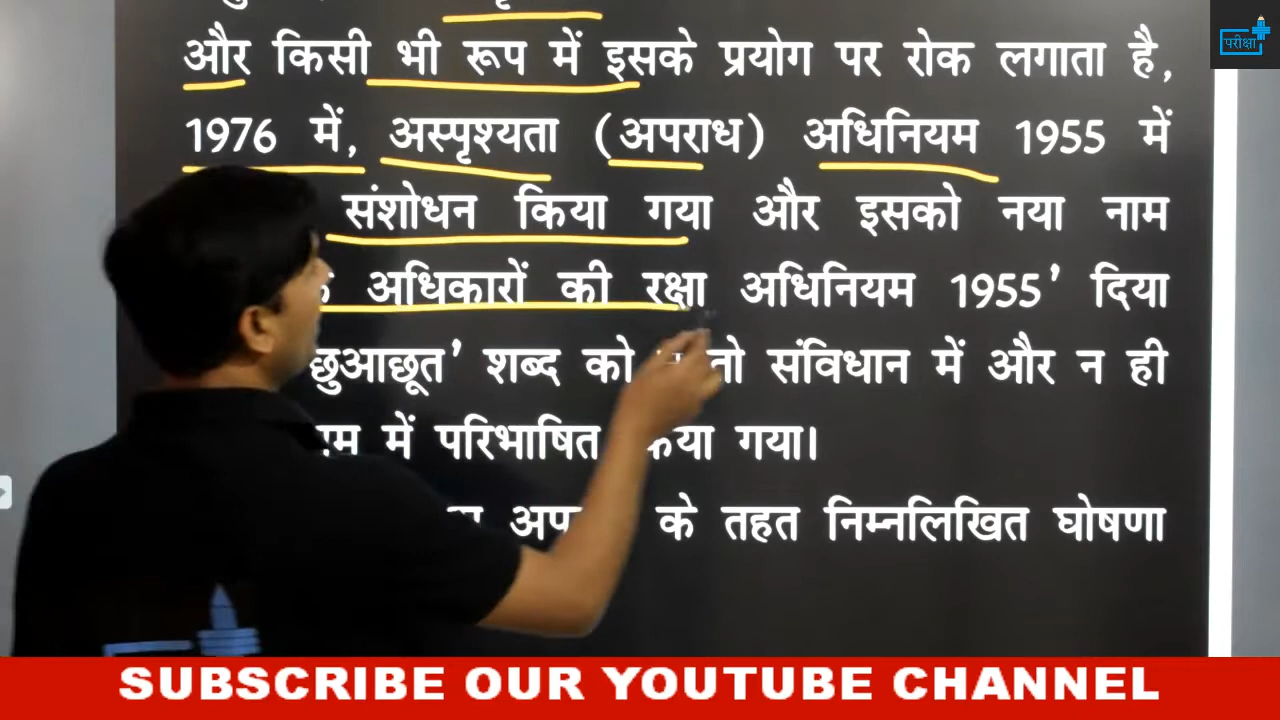 परीक्षा
और किसी भी रूप में इसके प्रयोग पर रोक लगाता है,
1976 में, अस्पृश्यता (अपराध) अधिनियम 1955 में
संशोधन किया गया और इसको नया नाम
अधिकारों की रक्षा अधिनियम 1955’ दिया
छुआछूत’ शब्द को तो संविधान में और न ही
में परिभाषित गया।
के तहत निम्नलिखित घोषणा
SUBSCRIBE OUR YOUTUBE CHANNEL